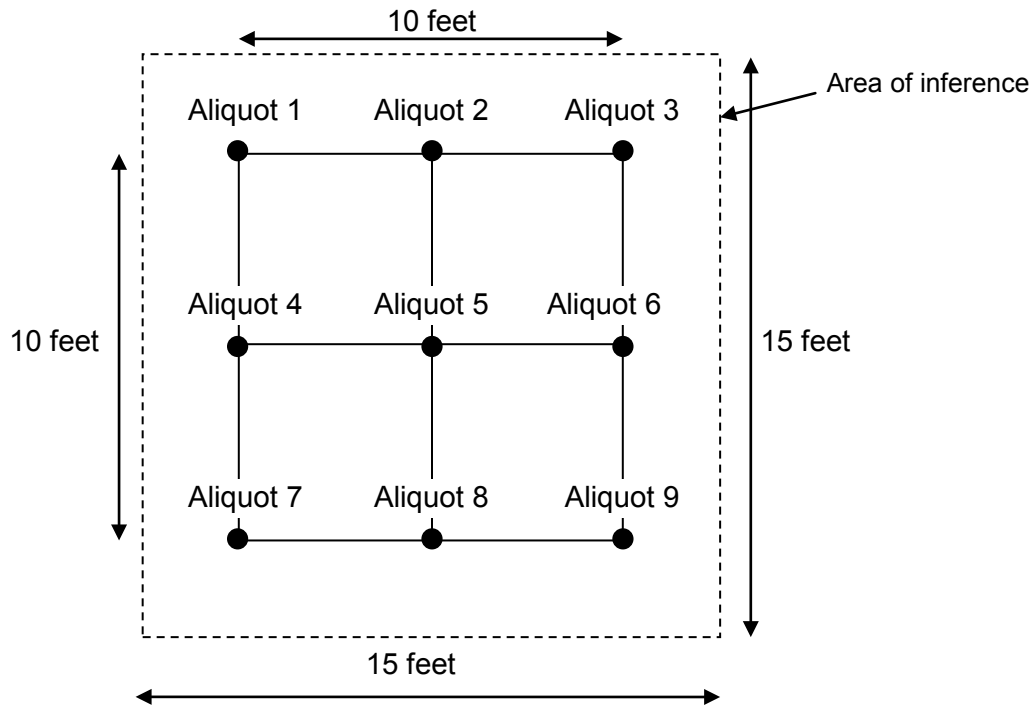 10 feet
Area of inference
Aliquot 1 Aliquot 2 Aliquot 3
Aliquot 4 Aliquot 5 Aliquot 6
10 feet
15 feet
Aliquot 7 Aliquot 8 Aliquot 9
15 feet